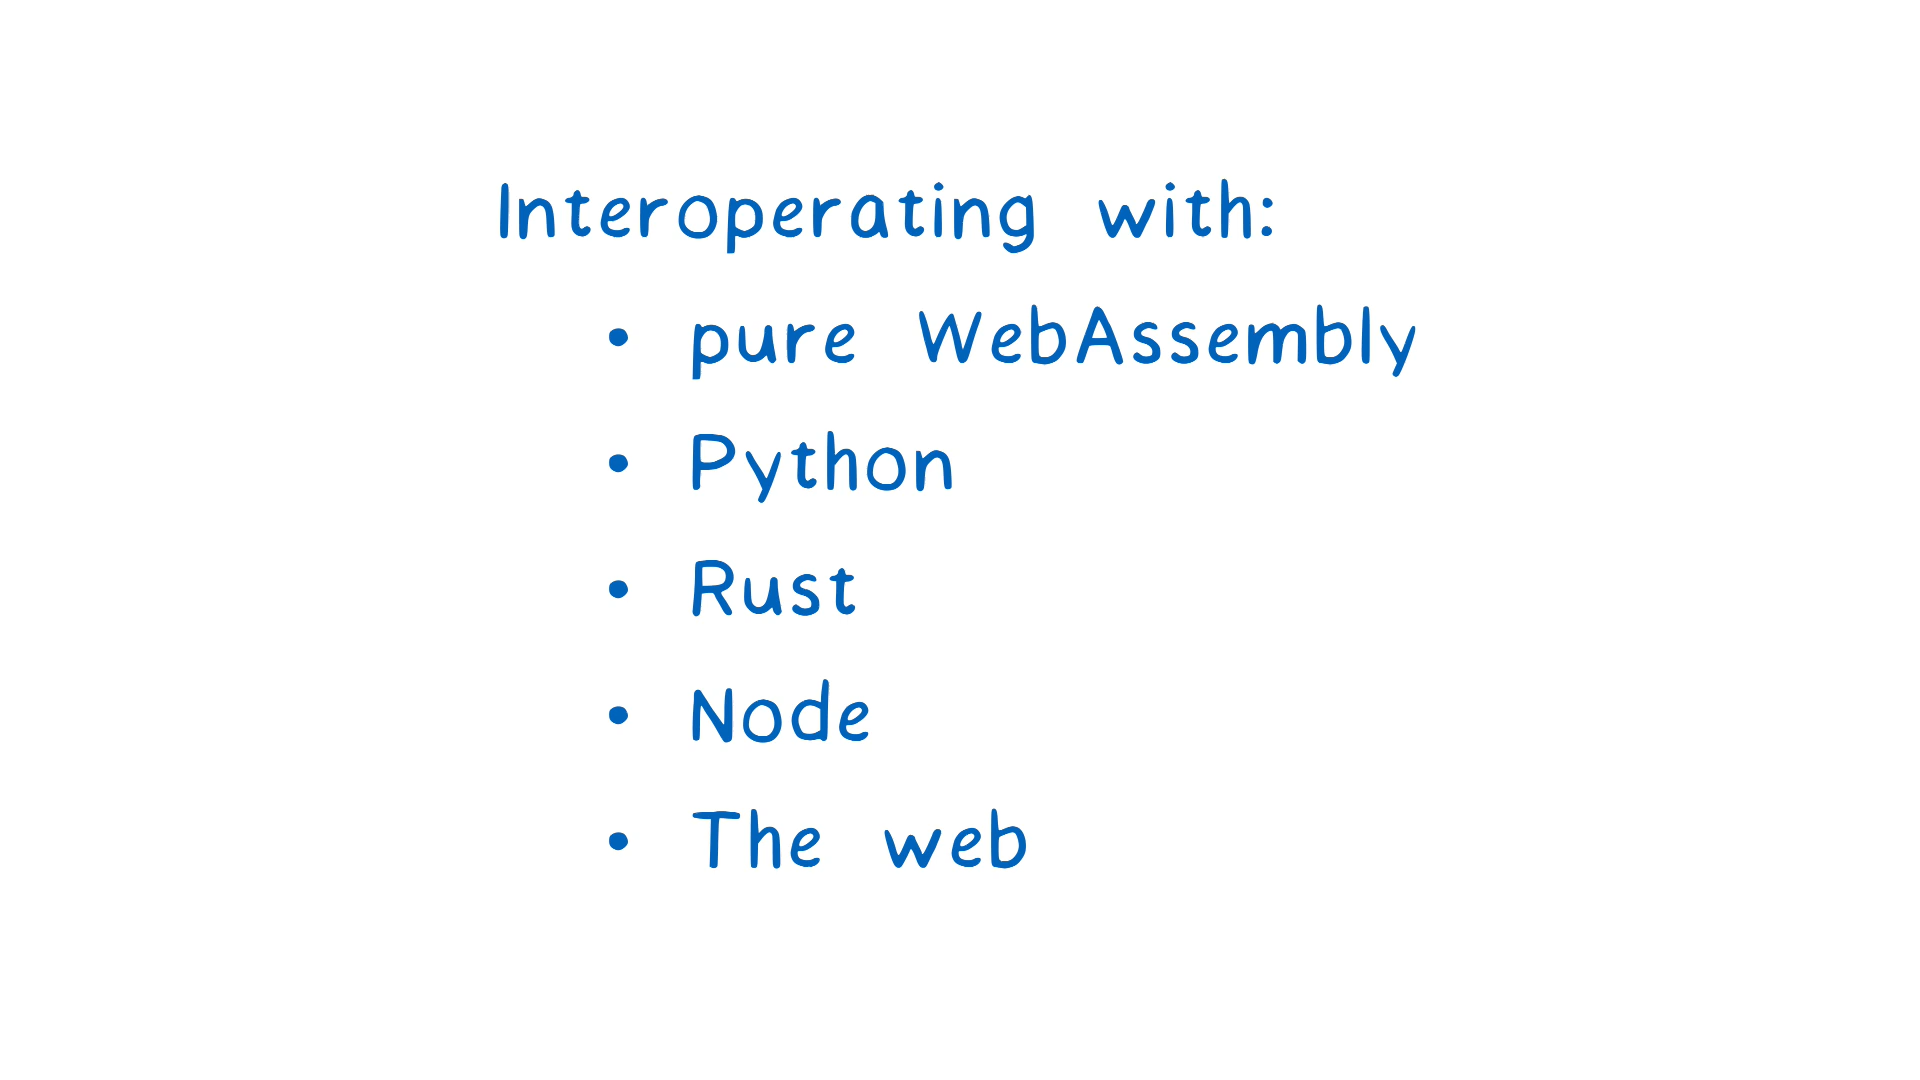 Interoperating with:
• pure WebAssembly
• Python
• Rust
• Node
• The web